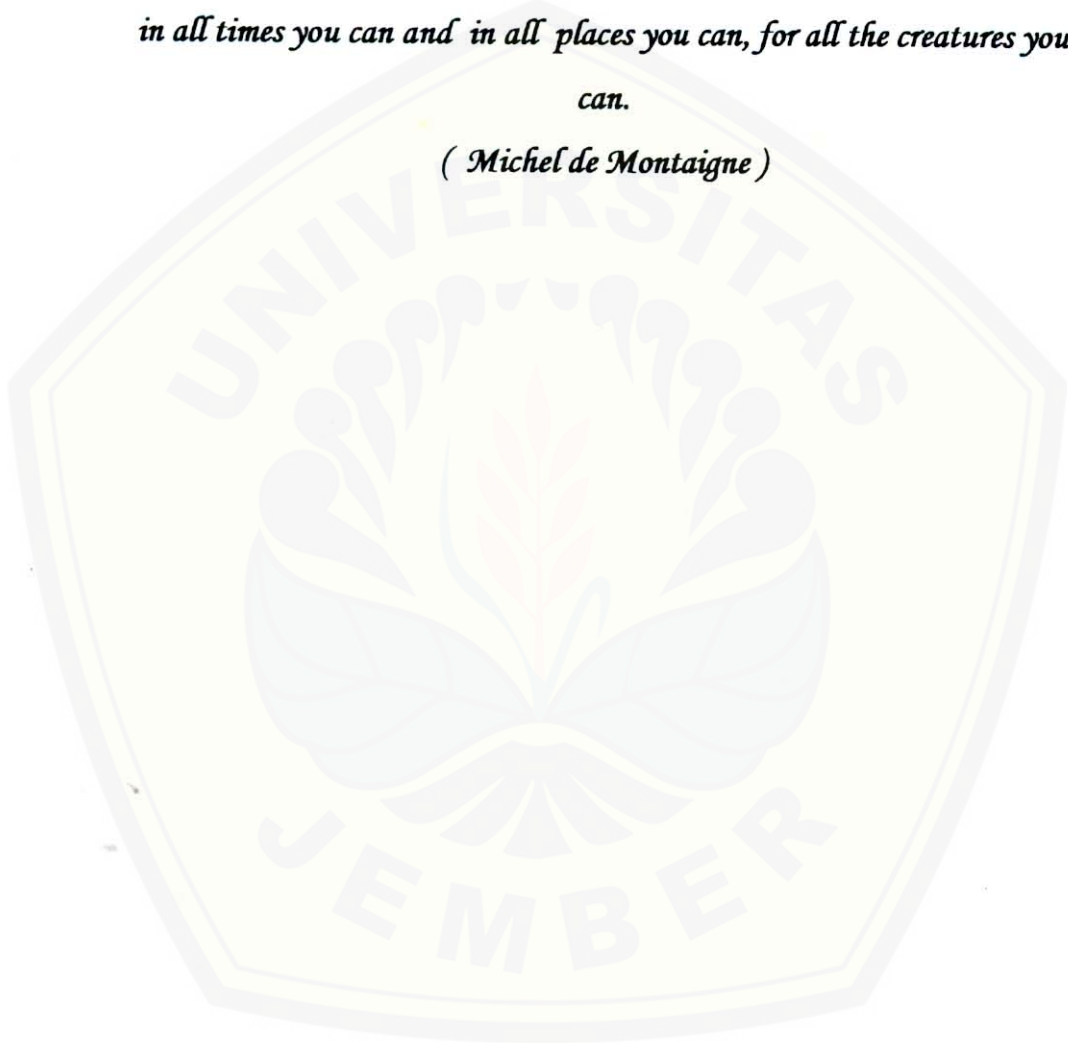 in all times you can and in all places you can, for all the creatures you
can.
( Michel de Montaigne )
UNIVERSITAS
JEMBER